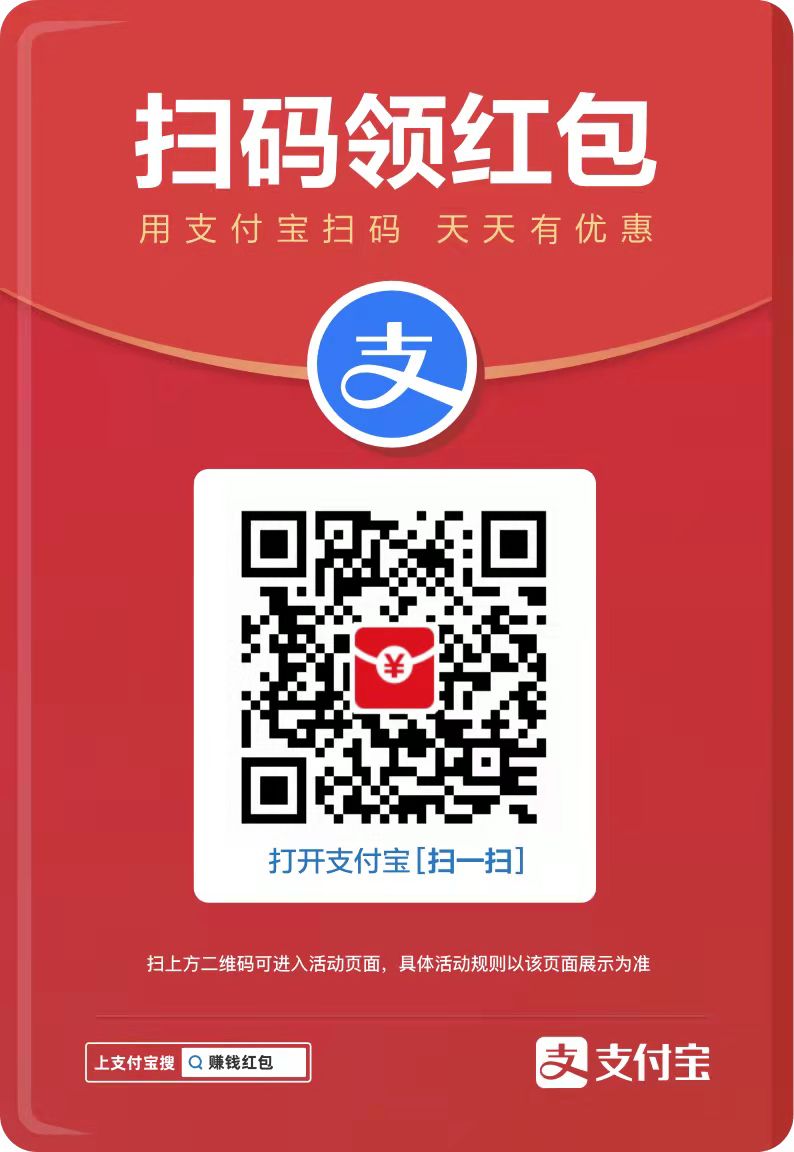 扫码领红包
用支付宝扫码 天天有优惠
支
¥
打开支付宝[扫一扫]
扫上方二维码可进入活动页面，具体活动规则以该页面展示为准
上支付宝搜 赚钱红包
支 支付宝